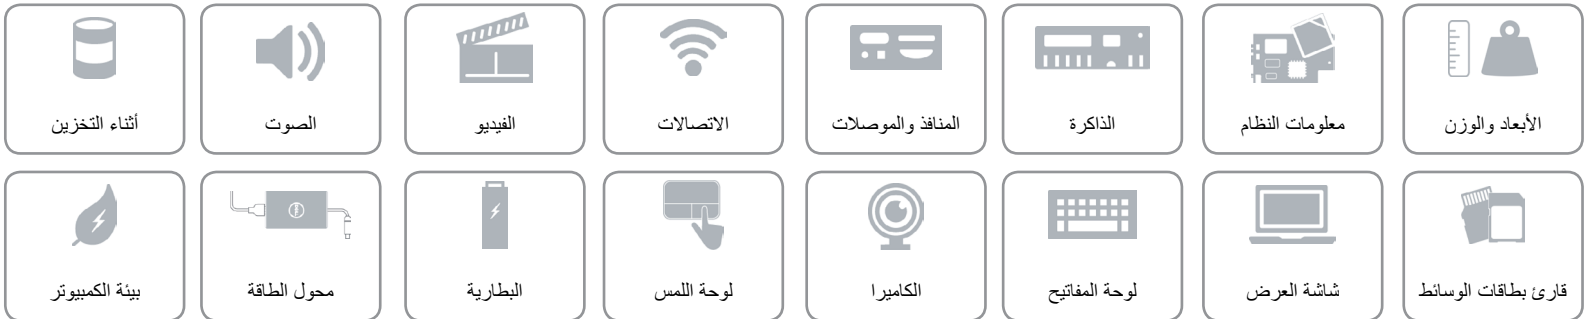 الأبعاد والوزن
معلومات النظام
الذاكرة
المنافذ والموصلات
الاتصالات
الفيديو
الصوت
أثناء التخزين
قارئ بطاقات الوسائط
شاشة العرض
لوحة المفاتيح
الكاميرا
لوحة اللمس
البطارية
محول الطاقة
بيئة الكمبيوتر